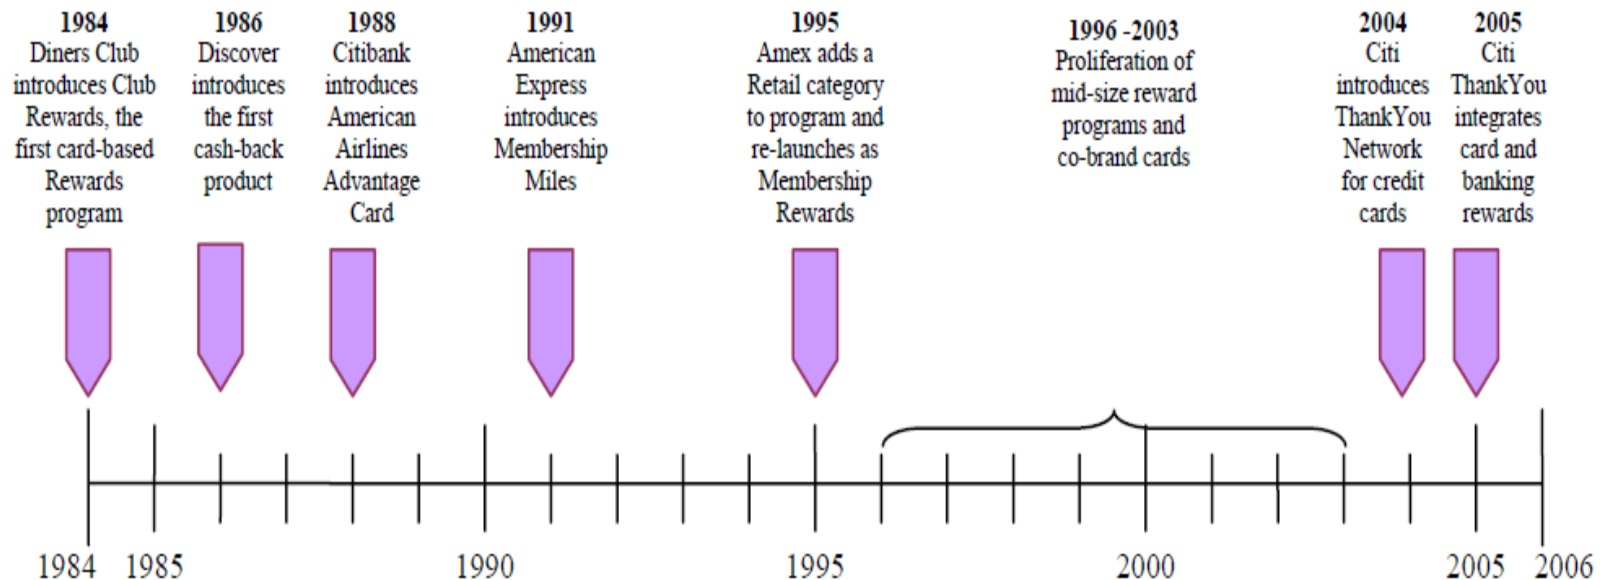 1984
Diners Club
introduces Club
Rewards, the
first card-based
Rewards
program
1986
Discover
introduces
the first
cash-back
product
1988
Citibank
introduces
American
Airlines
Advantage
Card
1991
American
Express
introduces
Membership
Miles
1995
Amex adds a
Retail category
to program and
re-launches as
Membership
Rewards
1996 -2003
Proliferation of
mid-size reward
programs and
co-brand cards
2004
Citi
introduces
ThankYou
Network
for credit
cards
2005
Citi
ThankYou
integrates
card and
banking
rewards
1984
1985
1990
1995
2000
2005
2006